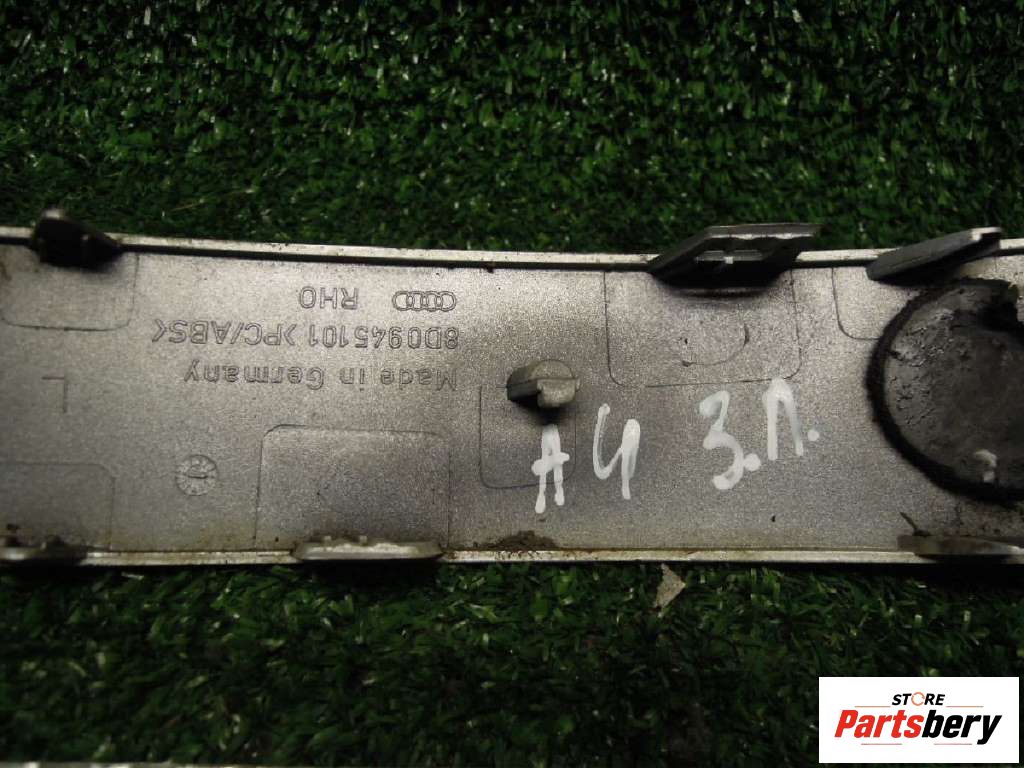 RHO
8D0945101 >PC/ABS<
Made in Germany
L
А4 З.П.
STORE
Partsbery